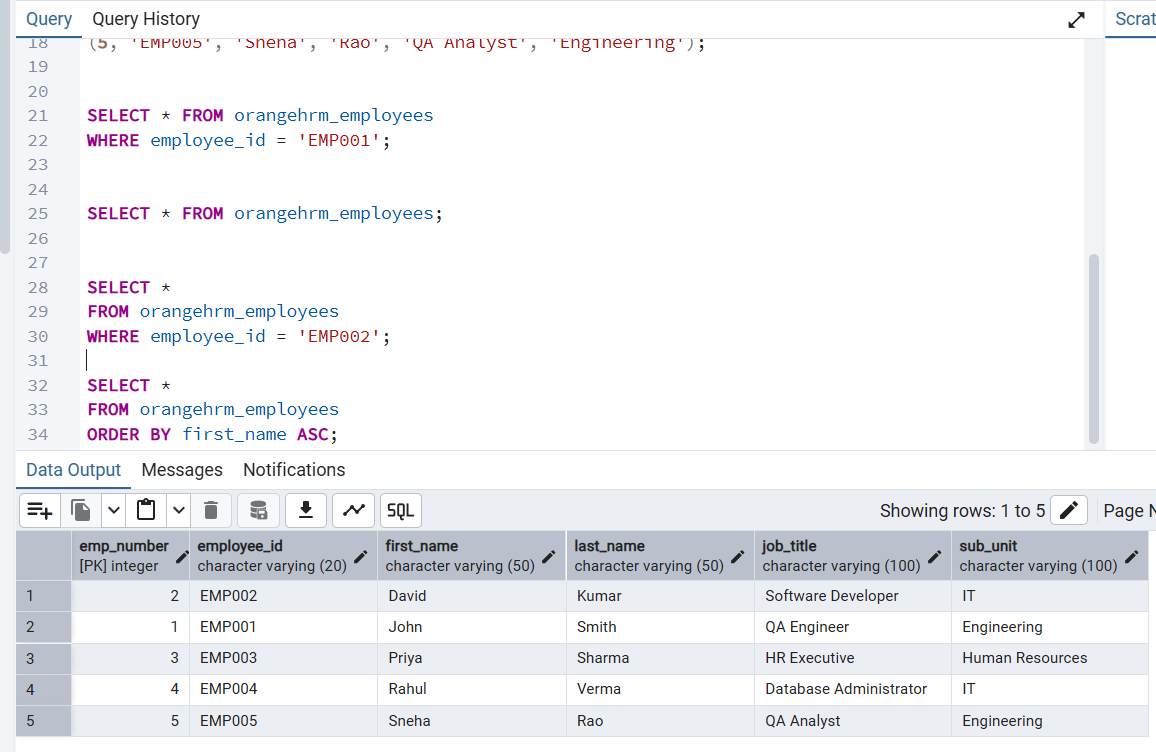 Query Query History Scrat
18 (5, 'EMP005', 'Sneha', 'Rao', 'QA Analyst', 'Engineering');
19
20
21 SELECT * FROM orangehrm_employees
22 WHERE employee_id = 'EMP001';
23
24
25 SELECT * FROM orangehrm_employees;
26
27
28 SELECT *
29 FROM orangehrm_employees
30 WHERE employee_id = 'EMP002';
31
32 SELECT *
33 FROM orangehrm_employees
34 ORDER BY first_name ASC;
Data Output Messages Notifications
SQL Showing rows: 1 to 5 Page N
emp_number employee_id first_name last_name job_title sub_unit
[PK] integer character varying (20) character varying (50) character varying (50) character varying (100) character varying (100)
1 2 EMP002 David Kumar Software Developer IT
2 1 EMP001 John Smith QA Engineer Engineering
3 3 EMP003 Priya Sharma HR Executive Human Resources
4 4 EMP004 Rahul Verma Database Administrator IT
5 5 EMP005 Sneha Rao QA Analyst Engineering